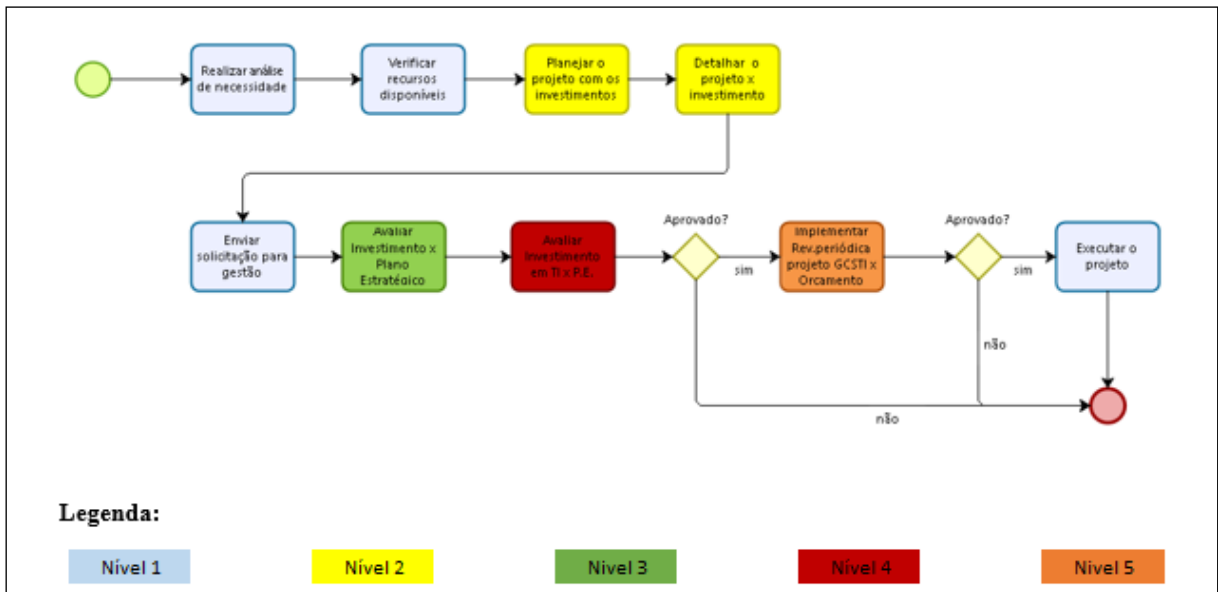 Realizar análise
de necessidade
Verificar
recursos
disponíveis
Planejar o
projeto com os
investimentos
Detalhar o
projeto x
investimento
Enviar
solicitação para
gestão
Avaliar
Investimento x
Plano
Estratégico
Avaliar
Investimento
em TI x P.E.
Aprovado?
sim
não
Implementar
Rev.periódica
projeto GCSTI x
Orcamento
Aprovado?
sim
não
Executar o
projeto
Legenda:
Nível 1
Nível 2
Nível 3
Nível 4
Nível 5